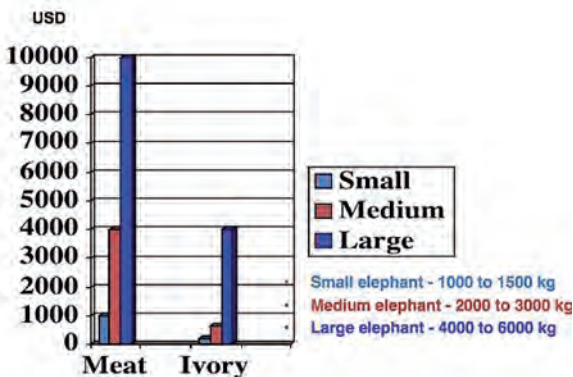 USD
10000
9000
8000
7000
6000
5000
4000
3000
2000
1000
0
Meat Ivory
Small
Medium
Large
Small elephant - 1000 to 1500 kg
Medium elephant - 2000 to 3000 kg
Large elephant - 4000 to 6000 kg